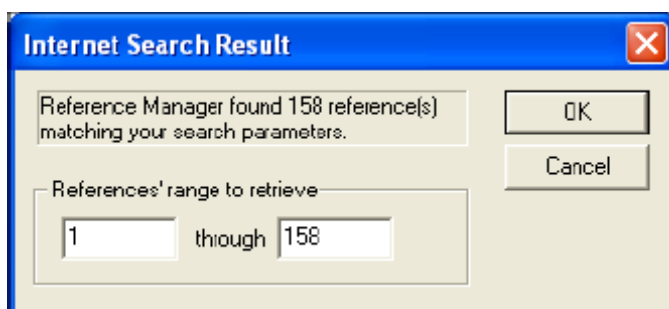 Internet Search Result
Reference Manager found 158 reference(s)
matching your search parameters.
OK
Cancel
References' range to retrieve
1 through 158